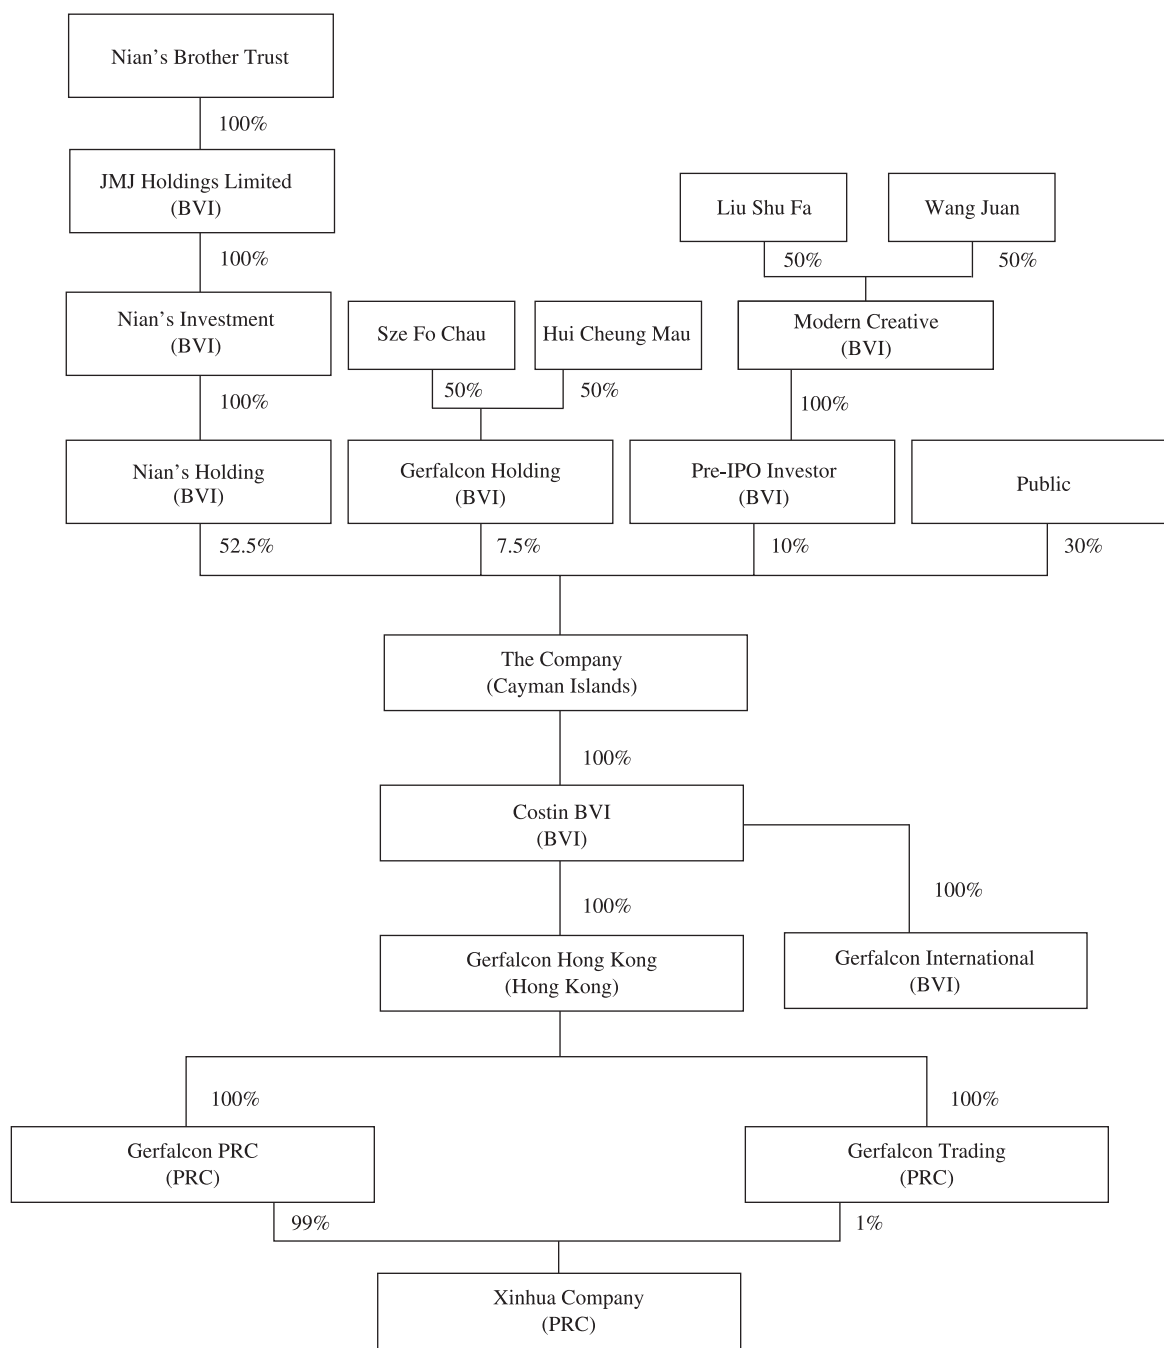 Nian’s Brother Trust
100%
JMJ Holdings Limited
(BVI)
Liu Shu Fa
Wang Juan
100%
50%
50%
Nian’s Investment
(BVI)
Sze Fo Chau
Hui Cheung Mau
Modern Creative
(BVI)
100%
50%
50%
100%
Nian’s Holding
(BVI)
Gerfalcon Holding
(BVI)
Pre-IPO Investor
(BVI)
Public
52.5%
7.5%
10%
30%
The Company
(Cayman Islands)
100%
Costin BVI
(BVI)
100%
100%
Gerfalcon Hong Kong
(Hong Kong)
Gerfalcon International
(BVI)
100%
100%
Gerfalcon PRC
(PRC)
Gerfalcon Trading
(PRC)
99%
1%
Xinhua Company
(PRC)